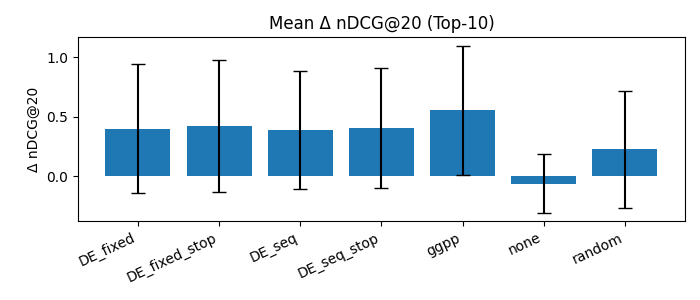 Mean Δ nDCG@20 (Top-10)
Δ nDCG@20
1.0
0.5
0.0
DE_fixed
DE_fixed_stop
DE_seq
DE_seq_stop
ggpp
none
random